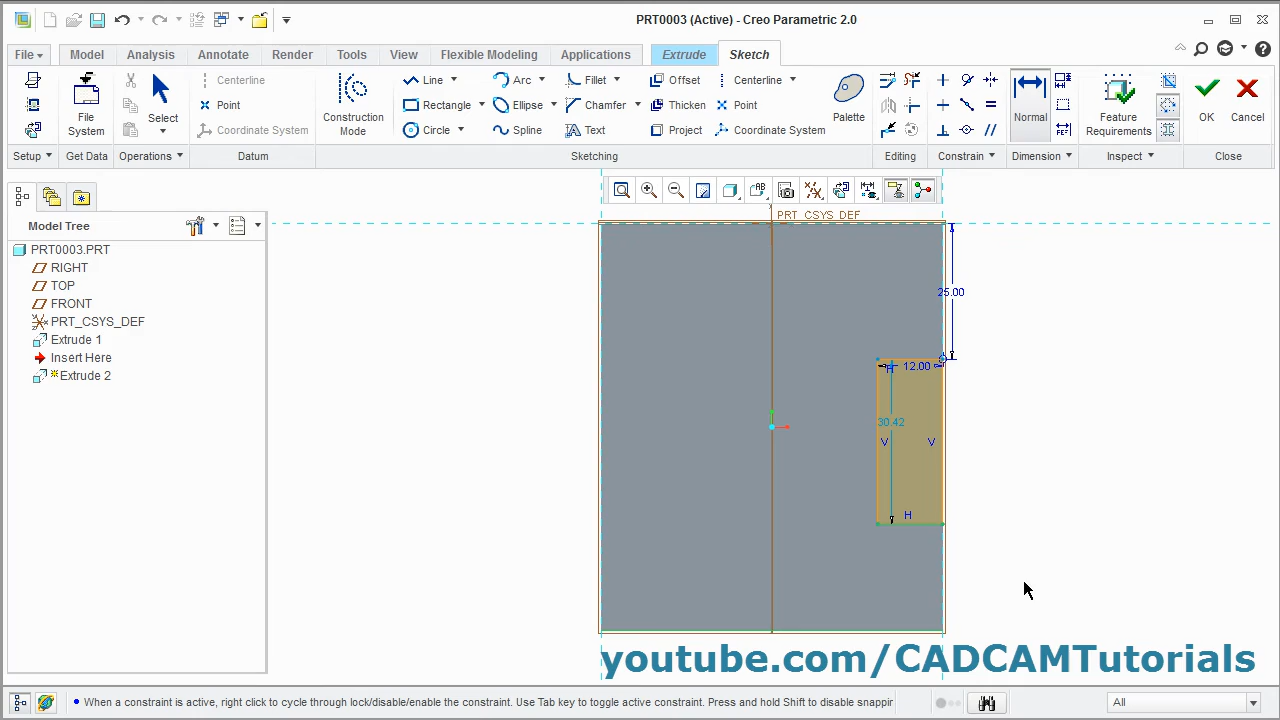 PRT0003 (Active) - Creo Parametric 2.0
File Model Analysis Annotate Render Tools View Flexible Modeling Applications Extrude Sketch
Centerline Line Arc Fillet Offset Centerline
Point Rectangle Ellipse Chamfer Thicken Point
Coordinate System Circle Spline Text Project Coordinate System
File System Select Construction Mode Palette Normal Feature Requirements OK Cancel
Setup Get Data Operations Datum Sketching Editing Constrain Dimension Inspect Close
PRT_CSYS_DEF
Model Tree
PRT0003.PRT
RIGHT
TOP
FRONT
PRT_CSYS_DEF
Extrude 1
Insert Here
Extrude 2
25.00
H 12.00
30.42
V V
H
youtube.com/CADCAMTutorials
When a constraint is active, right click to cycle through lock/disable/enable the constraint. Use Tab key to toggle active constraint. Press and hold Shift to disable snappir
All